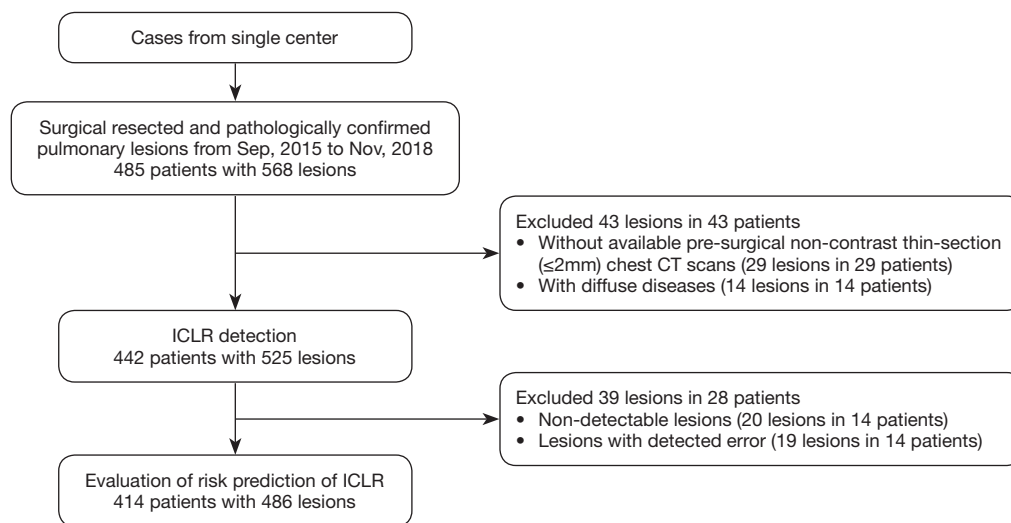 Cases from single center
Surgical resected and pathologically confirmed
pulmonary lesions from Sep, 2015 to Nov, 2018
485 patients with 568 lesions
Excluded 43 lesions in 43 patients
• Without available pre-surgical non-contrast thin-section
(≤2mm) chest CT scans (29 lesions in 29 patients)
• With diffuse diseases (14 lesions in 14 patients)
ICLR detection
442 patients with 525 lesions
Excluded 39 lesions in 28 patients
• Non-detectable lesions (20 lesions in 14 patients)
• Lesions with detected error (19 lesions in 14 patients)
Evaluation of risk prediction of ICLR
414 patients with 486 lesions